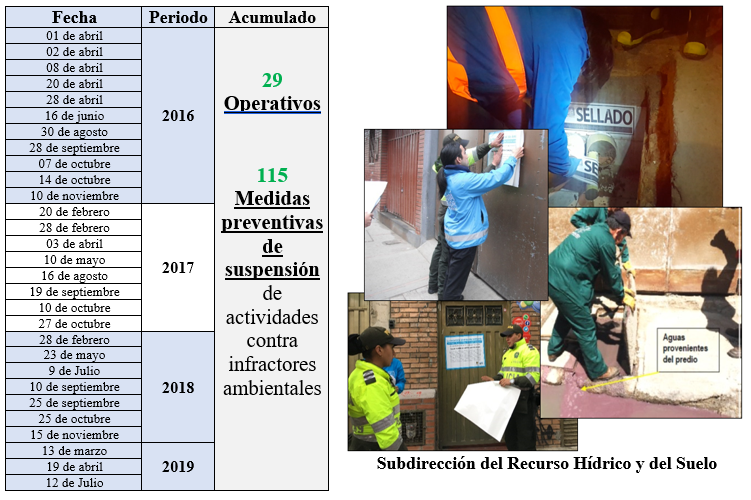 Fecha Periodo Acumulado
01 de abril
02 de abril
08 de abril
20 de abril
28 de abril
16 de junio
30 de agosto
28 de septiembre
07 de octubre
14 de octubre
10 de noviembre
2016
20 de febrero
28 de febrero
03 de abril
10 de mayo
16 de agosto
19 de septiembre
10 de octubre
27 de octubre
2017
28 de febrero
23 de mayo
9 de Julio
10 de septiembre
25 de septiembre
25 de octubre
15 de noviembre
2018
13 de marzo
19 de abril
12 de Julio
2019
29
Operativos
115
Medidas
preventivas
de
suspensión
de
actividades
contra
infractores
ambientales
SELLADO
Aguas
provenientes
del predio
Subdirección del Recurso Hídrico y del Suelo